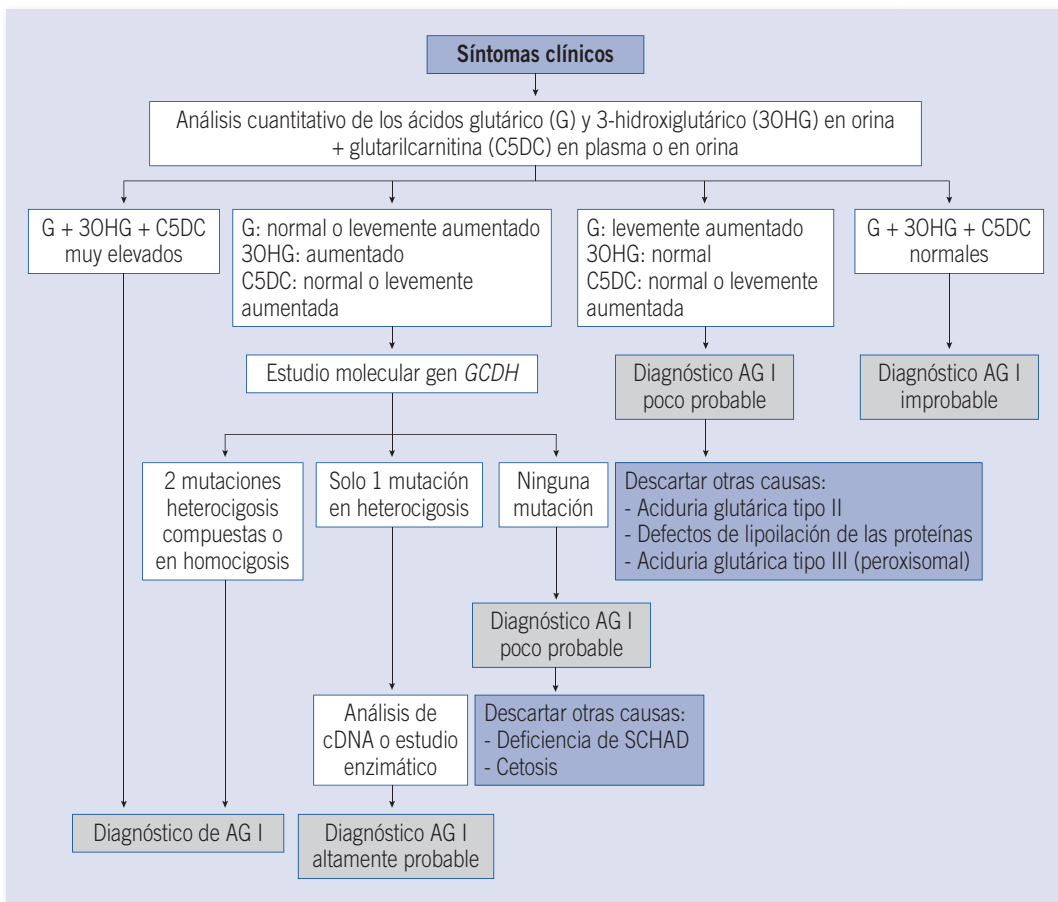 Síntomas clínicos
Análisis cuantitativo de los ácidos glutárico (G) y 3-hidroxiglutárico (3OHG) en orina
+ glutarilcarnitina (C5DC) en plasma o en orina
G + 3OHG + C5DC
muy elevados
G: normal o levemente aumentado
3OHG: aumentado
C5DC: normal o levemente
aumentada
G: levemente aumentado
3OHG: normal
C5DC: normal o levemente
aumentada
G + 3OHG + C5DC
normales
Estudio molecular gen GCDH
Diagnóstico AG I
poco probable
Diagnóstico AG I
improbable
2 mutaciones
heterocigosis
compuestas o
en homocigosis
Solo 1 mutación
en heterocigosis
Ninguna
mutación
Descartar otras causas:
- Aciduria glutárica tipo II
- Defectos de lipoilación de las proteínas
- Aciduria glutárica tipo III (peroxisomal)
Diagnóstico AG I
poco probable
Análisis de
cDNA o estudio
enzimático
Descartar otras causas:
- Deficiencia de SCHAD
- Cetosis
Diagnóstico de AG I
Diagnóstico AG I
altamente probable